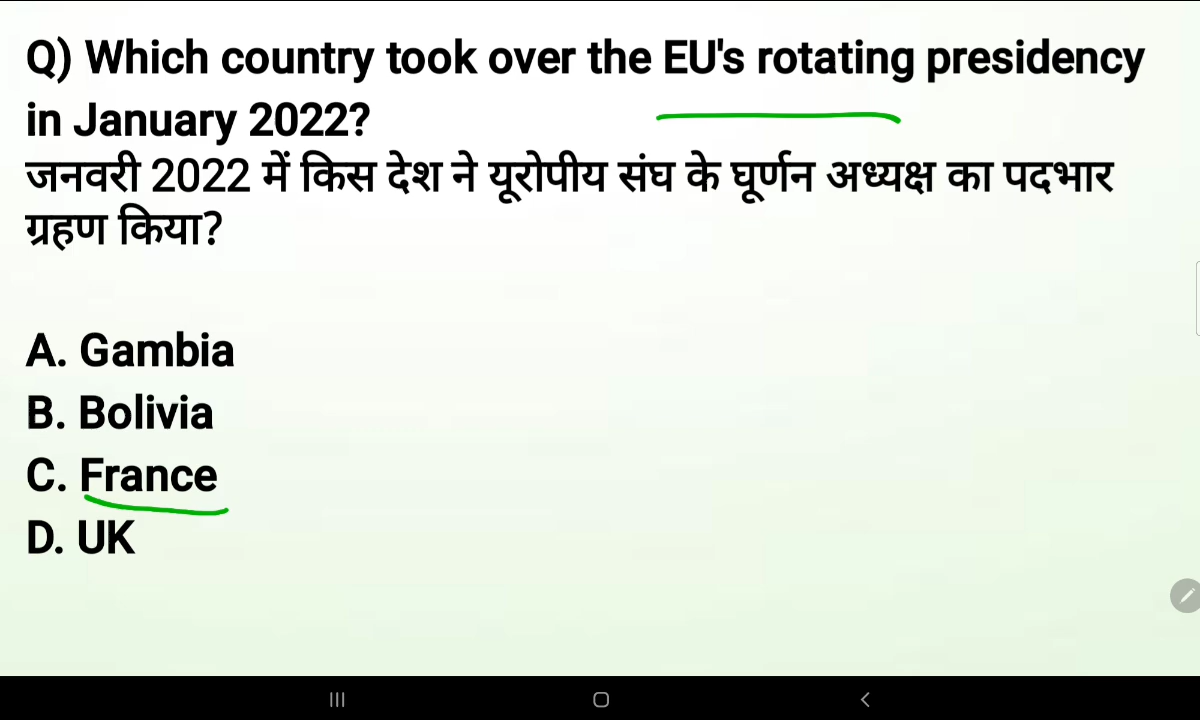 Q) Which country took over the EU's rotating presidency
in January 2022?
जनवरी 2022 में किस देश ने यूरोपीय संघ के घूर्णन अध्यक्ष का पदभार
ग्रहण किया?
A. Gambia
B. Bolivia
C. France
D. UK